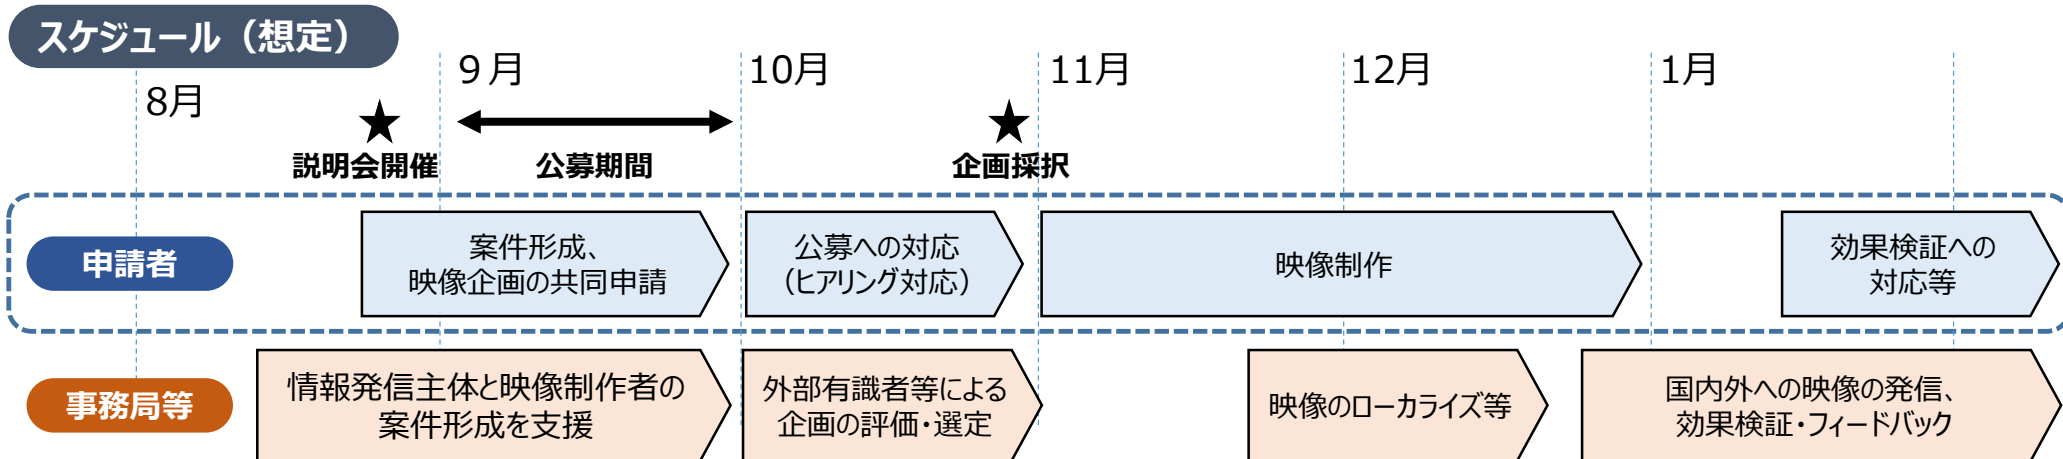 スケジュール（想定）
8月
９月
10月
11月
12月
1月
説明会開催
公募期間
企画採択
申請者
案件形成、
映像企画の共同申請
公募への対応
（ヒアリング対応）
映像制作
効果検証への
対応等
事務局等
情報発信主体と映像制作者の
案件形成を支援
外部有識者等による
企画の評価・選定
映像のローカライズ等
国内外への映像の発信、
効果検証・フィードバック